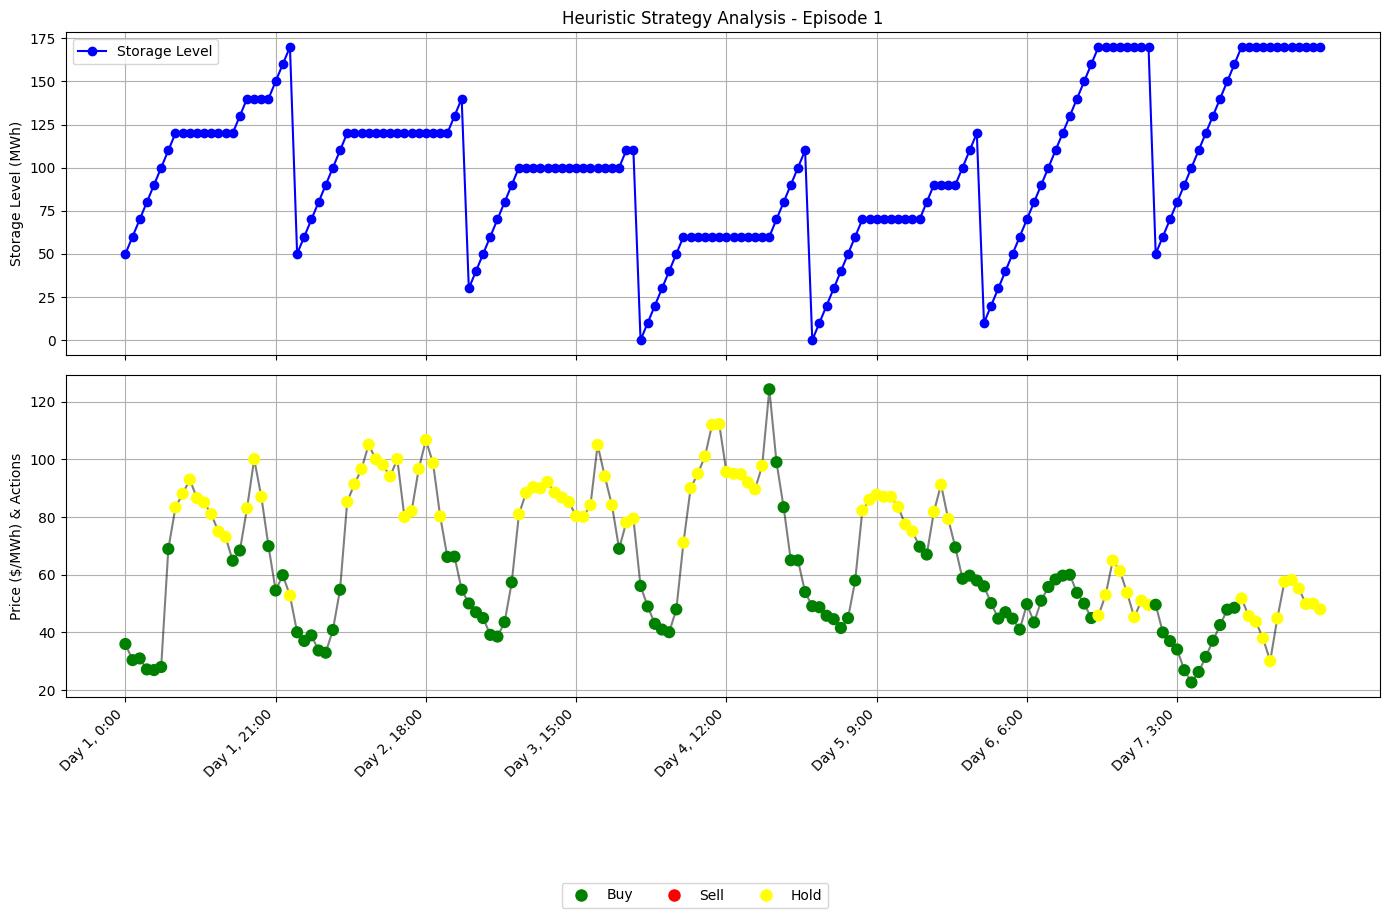 Heuristic Strategy Analysis - Episode 1
Storage Level
Storage Level (MWh)
175
150
125
100
75
50
25
0
Price ($/MWh) & Actions
120
100
80
60
40
20
Day 1, 0:00
Day 1, 21:00
Day 2, 18:00
Day 3, 15:00
Day 4, 12:00
Day 5, 9:00
Day 6, 6:00
Day 7, 3:00
Buy
Sell
Hold